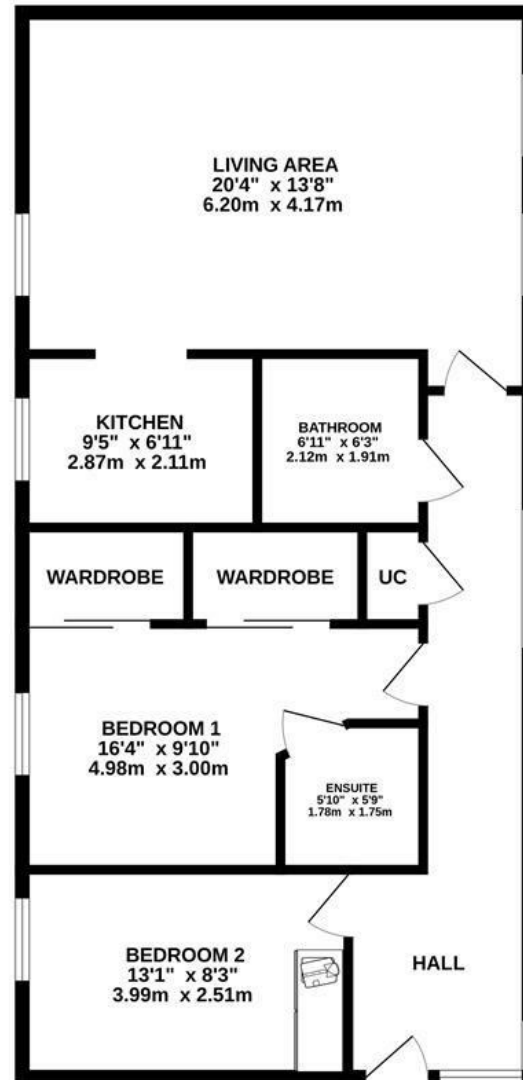 LIVING AREA
20'4" x 13'8"
6.20m x 4.17m
KITCHEN
9'5" x 6'11"
2.87m x 2.11m
BATHROOM
6'11" x 6'3"
2.12m x 1.91m
WARDROBE
WARDROBE
UC
BEDROOM 1
16'4" x 9'10"
4.98m x 3.00m
ENSUITE
5'10" x 5'9"
1.78m x 1.75m
BEDROOM 2
13'1" x 8'3"
3.99m x 2.51m
HALL